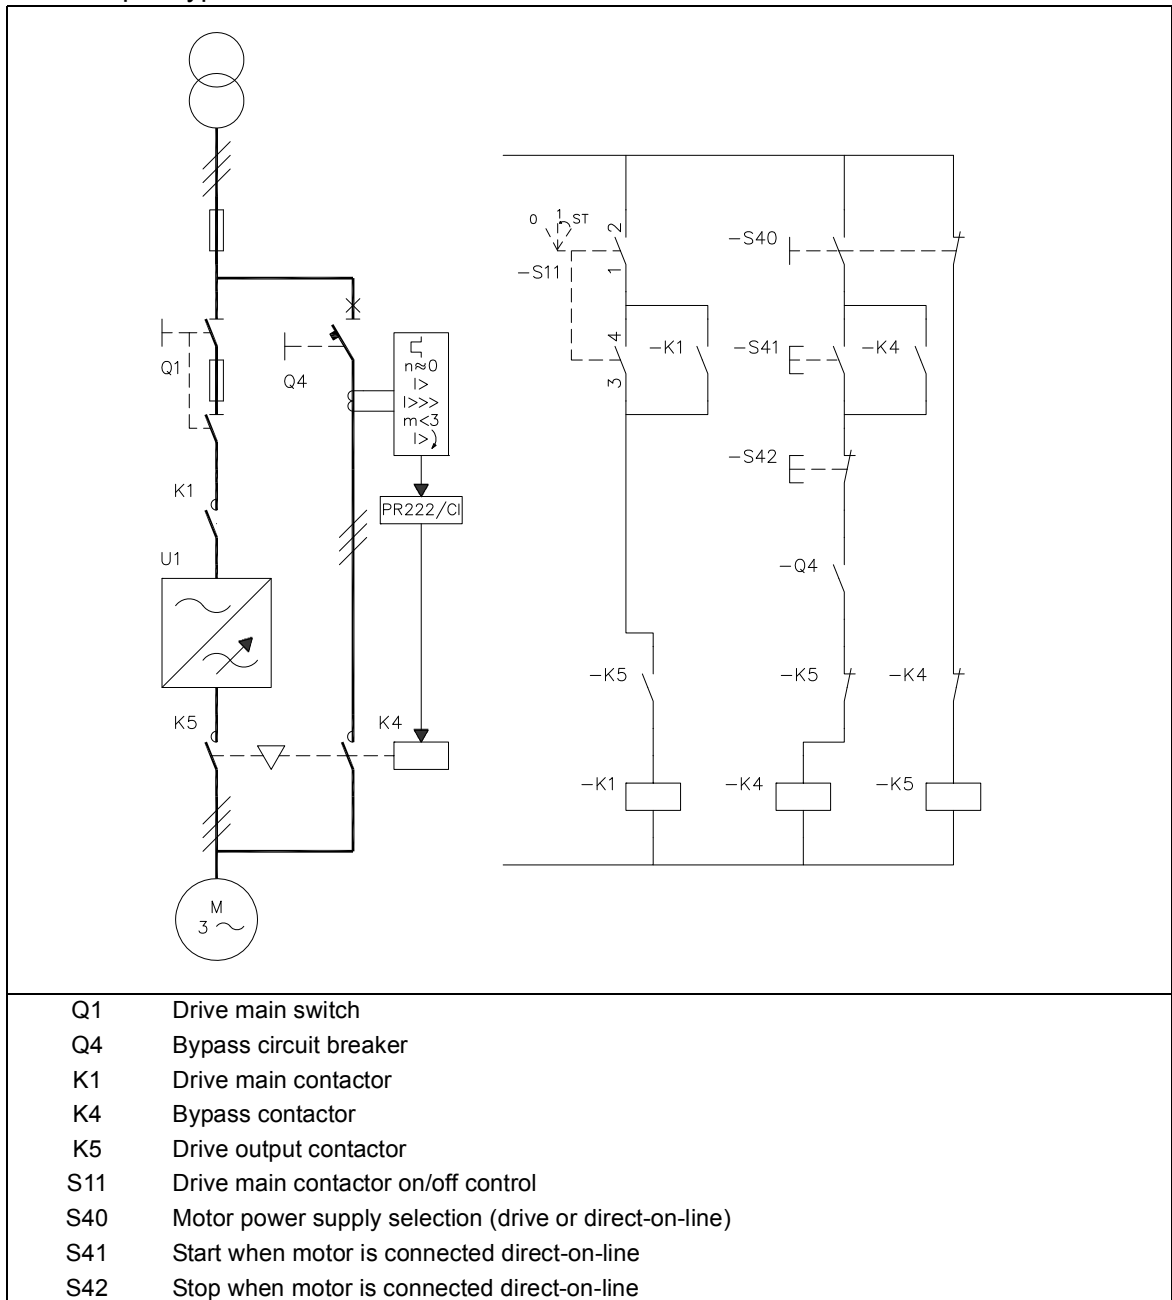 0 1 ST
2
-S11
1
4
-K1
3
-S40
-S41
-K4
-S42
-Q4
-K5
-K5
-K4
-K1
-K4
-K5
Q1
Q4
n≈0
I>
I>>>
m<3
I>
K1
PR222/CI
U1
K5
K4
M
3 ~
Q1 Drive main switch
Q4 Bypass circuit breaker
K1 Drive main contactor
K4 Bypass contactor
K5 Drive output contactor
S11 Drive main contactor on/off control
S40 Motor power supply selection (drive or direct-on-line)
S41 Start when motor is connected direct-on-line
S42 Stop when motor is connected direct-on-line